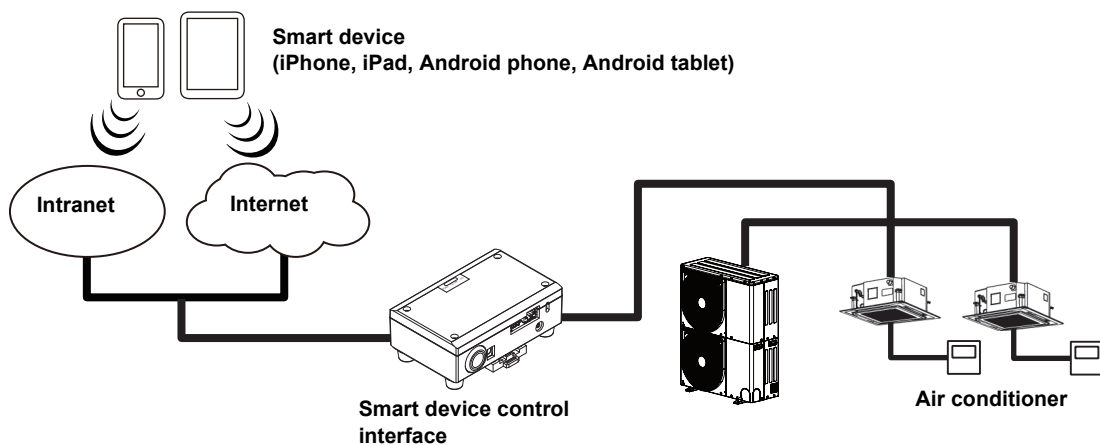 Smart device
(iPhone, iPad, Android phone, Android tablet)
Intranet
Internet
Smart device control
interface
Air conditioner